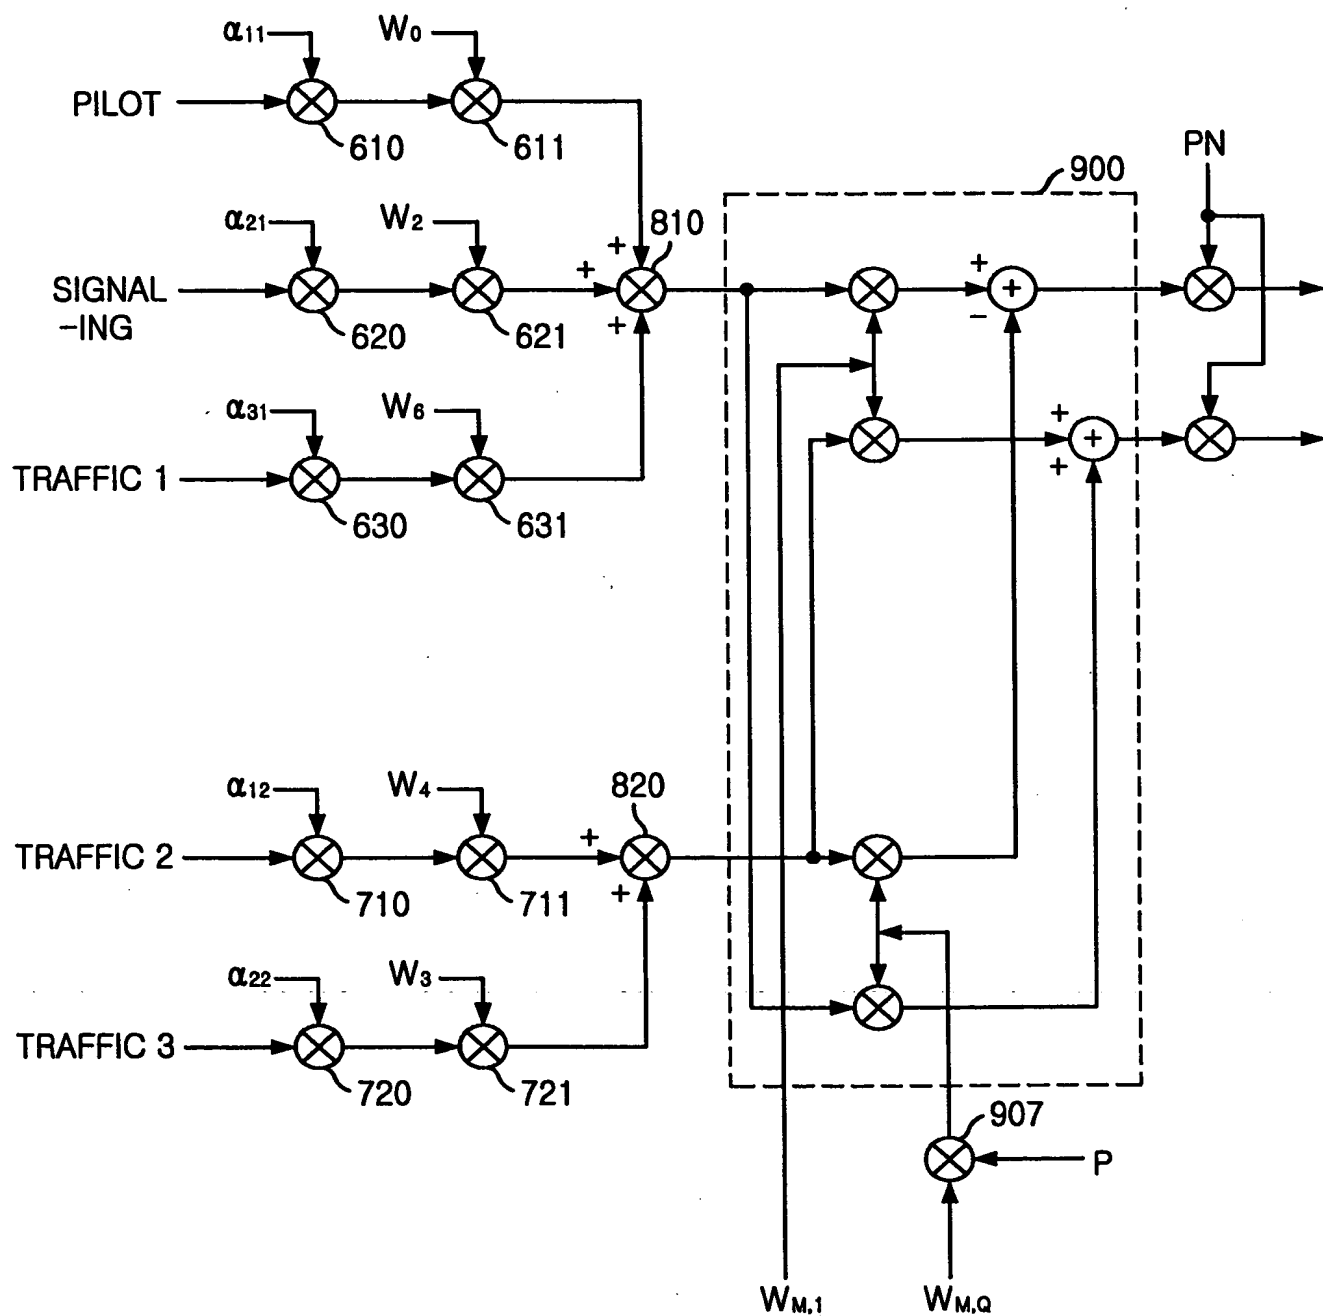 α11
W0
PILOT
610
611
PN
900
α21
W2
810
+
+
+
+
−
SIGNAL
-ING
620
621
α31
W6
+
+
TRAFFIC 1
+
+
630
631
α12
W4
820
+
TRAFFIC 2
+
710
711
α22
W3
TRAFFIC 3
720
721
907
P
WM,1
WM,Q